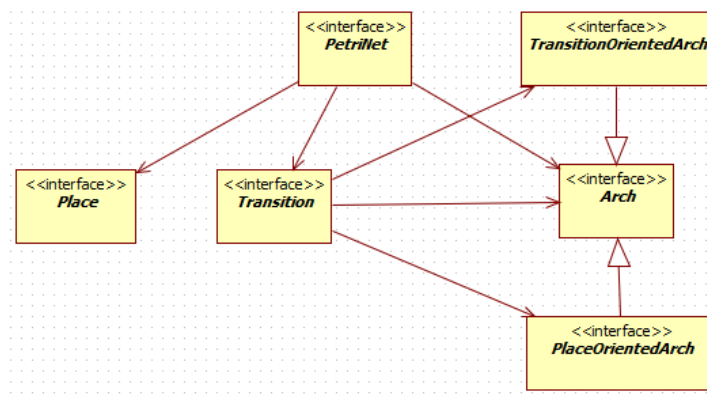 <<interface>>
PetriNet
<<interface>>
TransitionOrientedArch
<<interface>>
Place
<<interface>>
Transition
<<interface>>
Arch
<<interface>>
PlaceOrientedArch